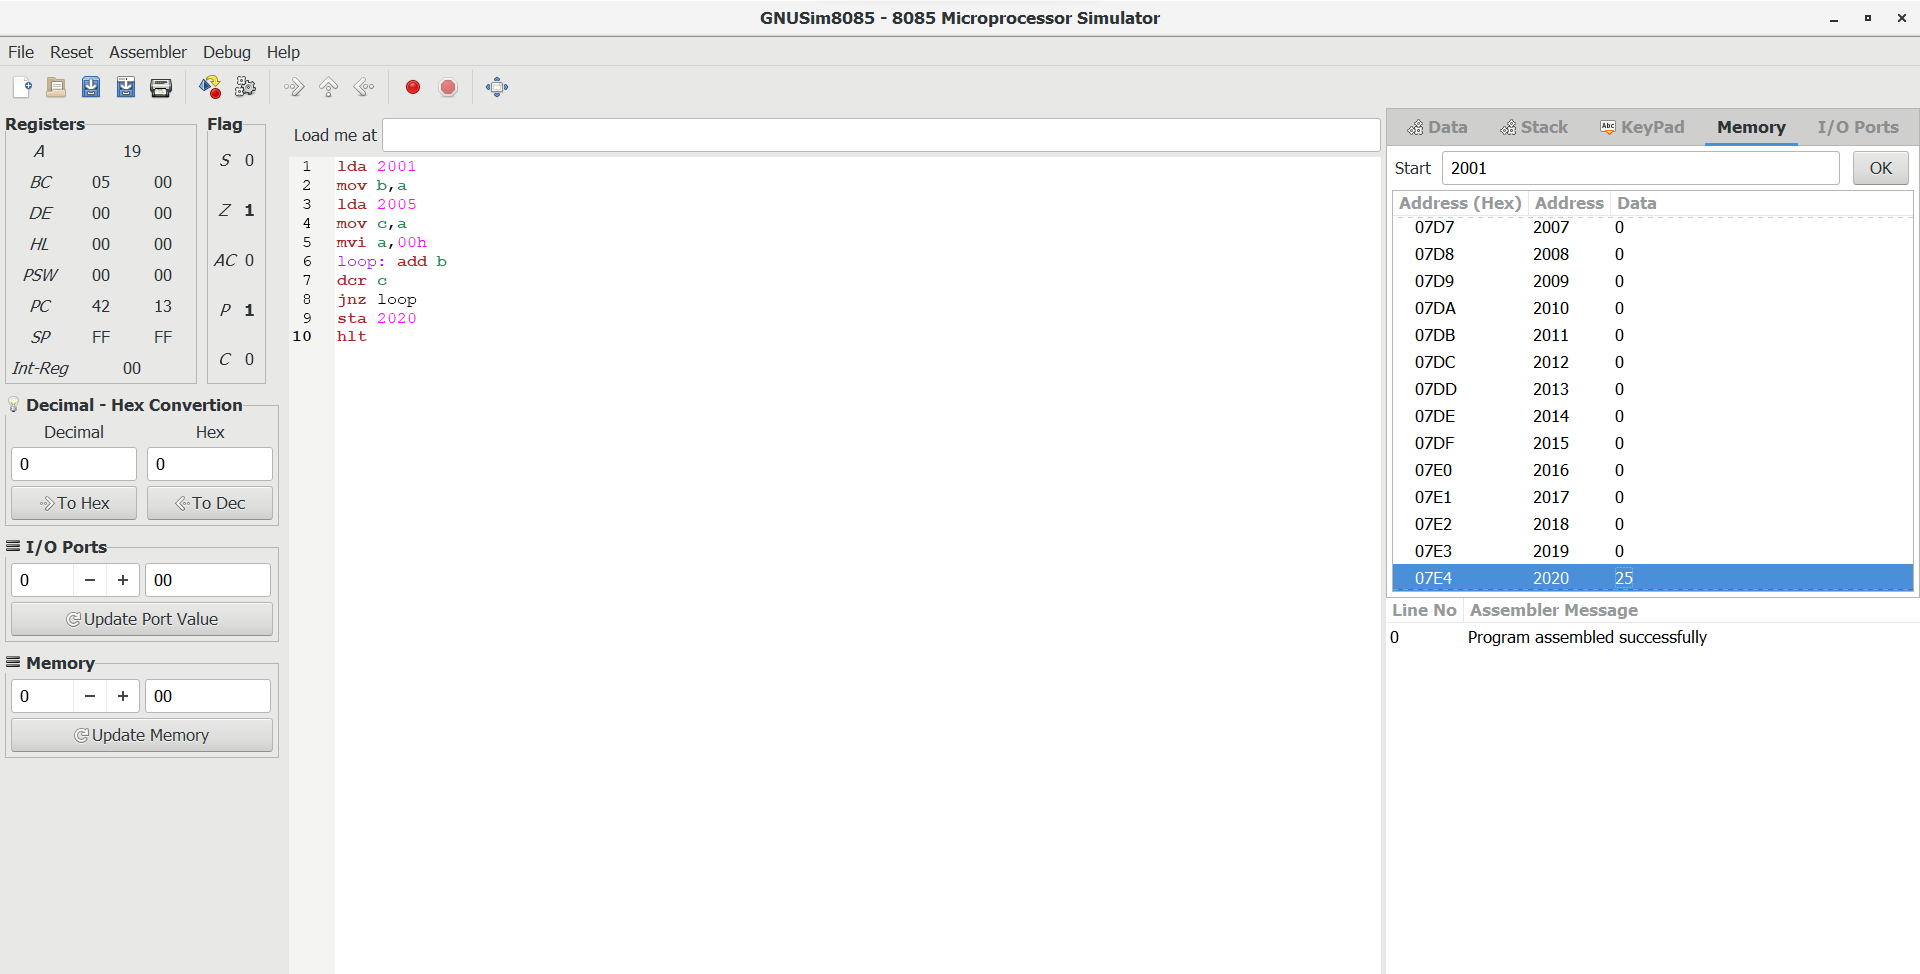 GNUSim8085 - 8085 Microprocessor Simulator
File Reset Assembler Debug Help
Registers
A 19
BC 05 00
DE 00 00
HL 00 00
PSW 00 00
PC 42 13
SP FF FF
Int-Reg 00
Flag
S 0
Z 1
AC 0
P 1
C 0
Decimal - Hex Convertion
Decimal Hex
0 0
To Hex To Dec
I/O Ports
0 − + 00
Update Port Value
Memory
0 − + 00
Update Memory
Load me at
1 lda 2001
2 mov b,a
3 lda 2005
4 mov c,a
5 mvi a,00h
6 loop: add b
7 dcr c
8 jnz loop
9 sta 2020
10 hlt
Data Stack Abc KeyPad Memory I/O Ports
Start 2001 OK
Address (Hex) Address Data
07D7 2007 0
07D8 2008 0
07D9 2009 0
07DA 2010 0
07DB 2011 0
07DC 2012 0
07DD 2013 0
07DE 2014 0
07DF 2015 0
07E0 2016 0
07E1 2017 0
07E2 2018 0
07E3 2019 0
07E4 2020 25
Line No Assembler Message
0 Program assembled successfully